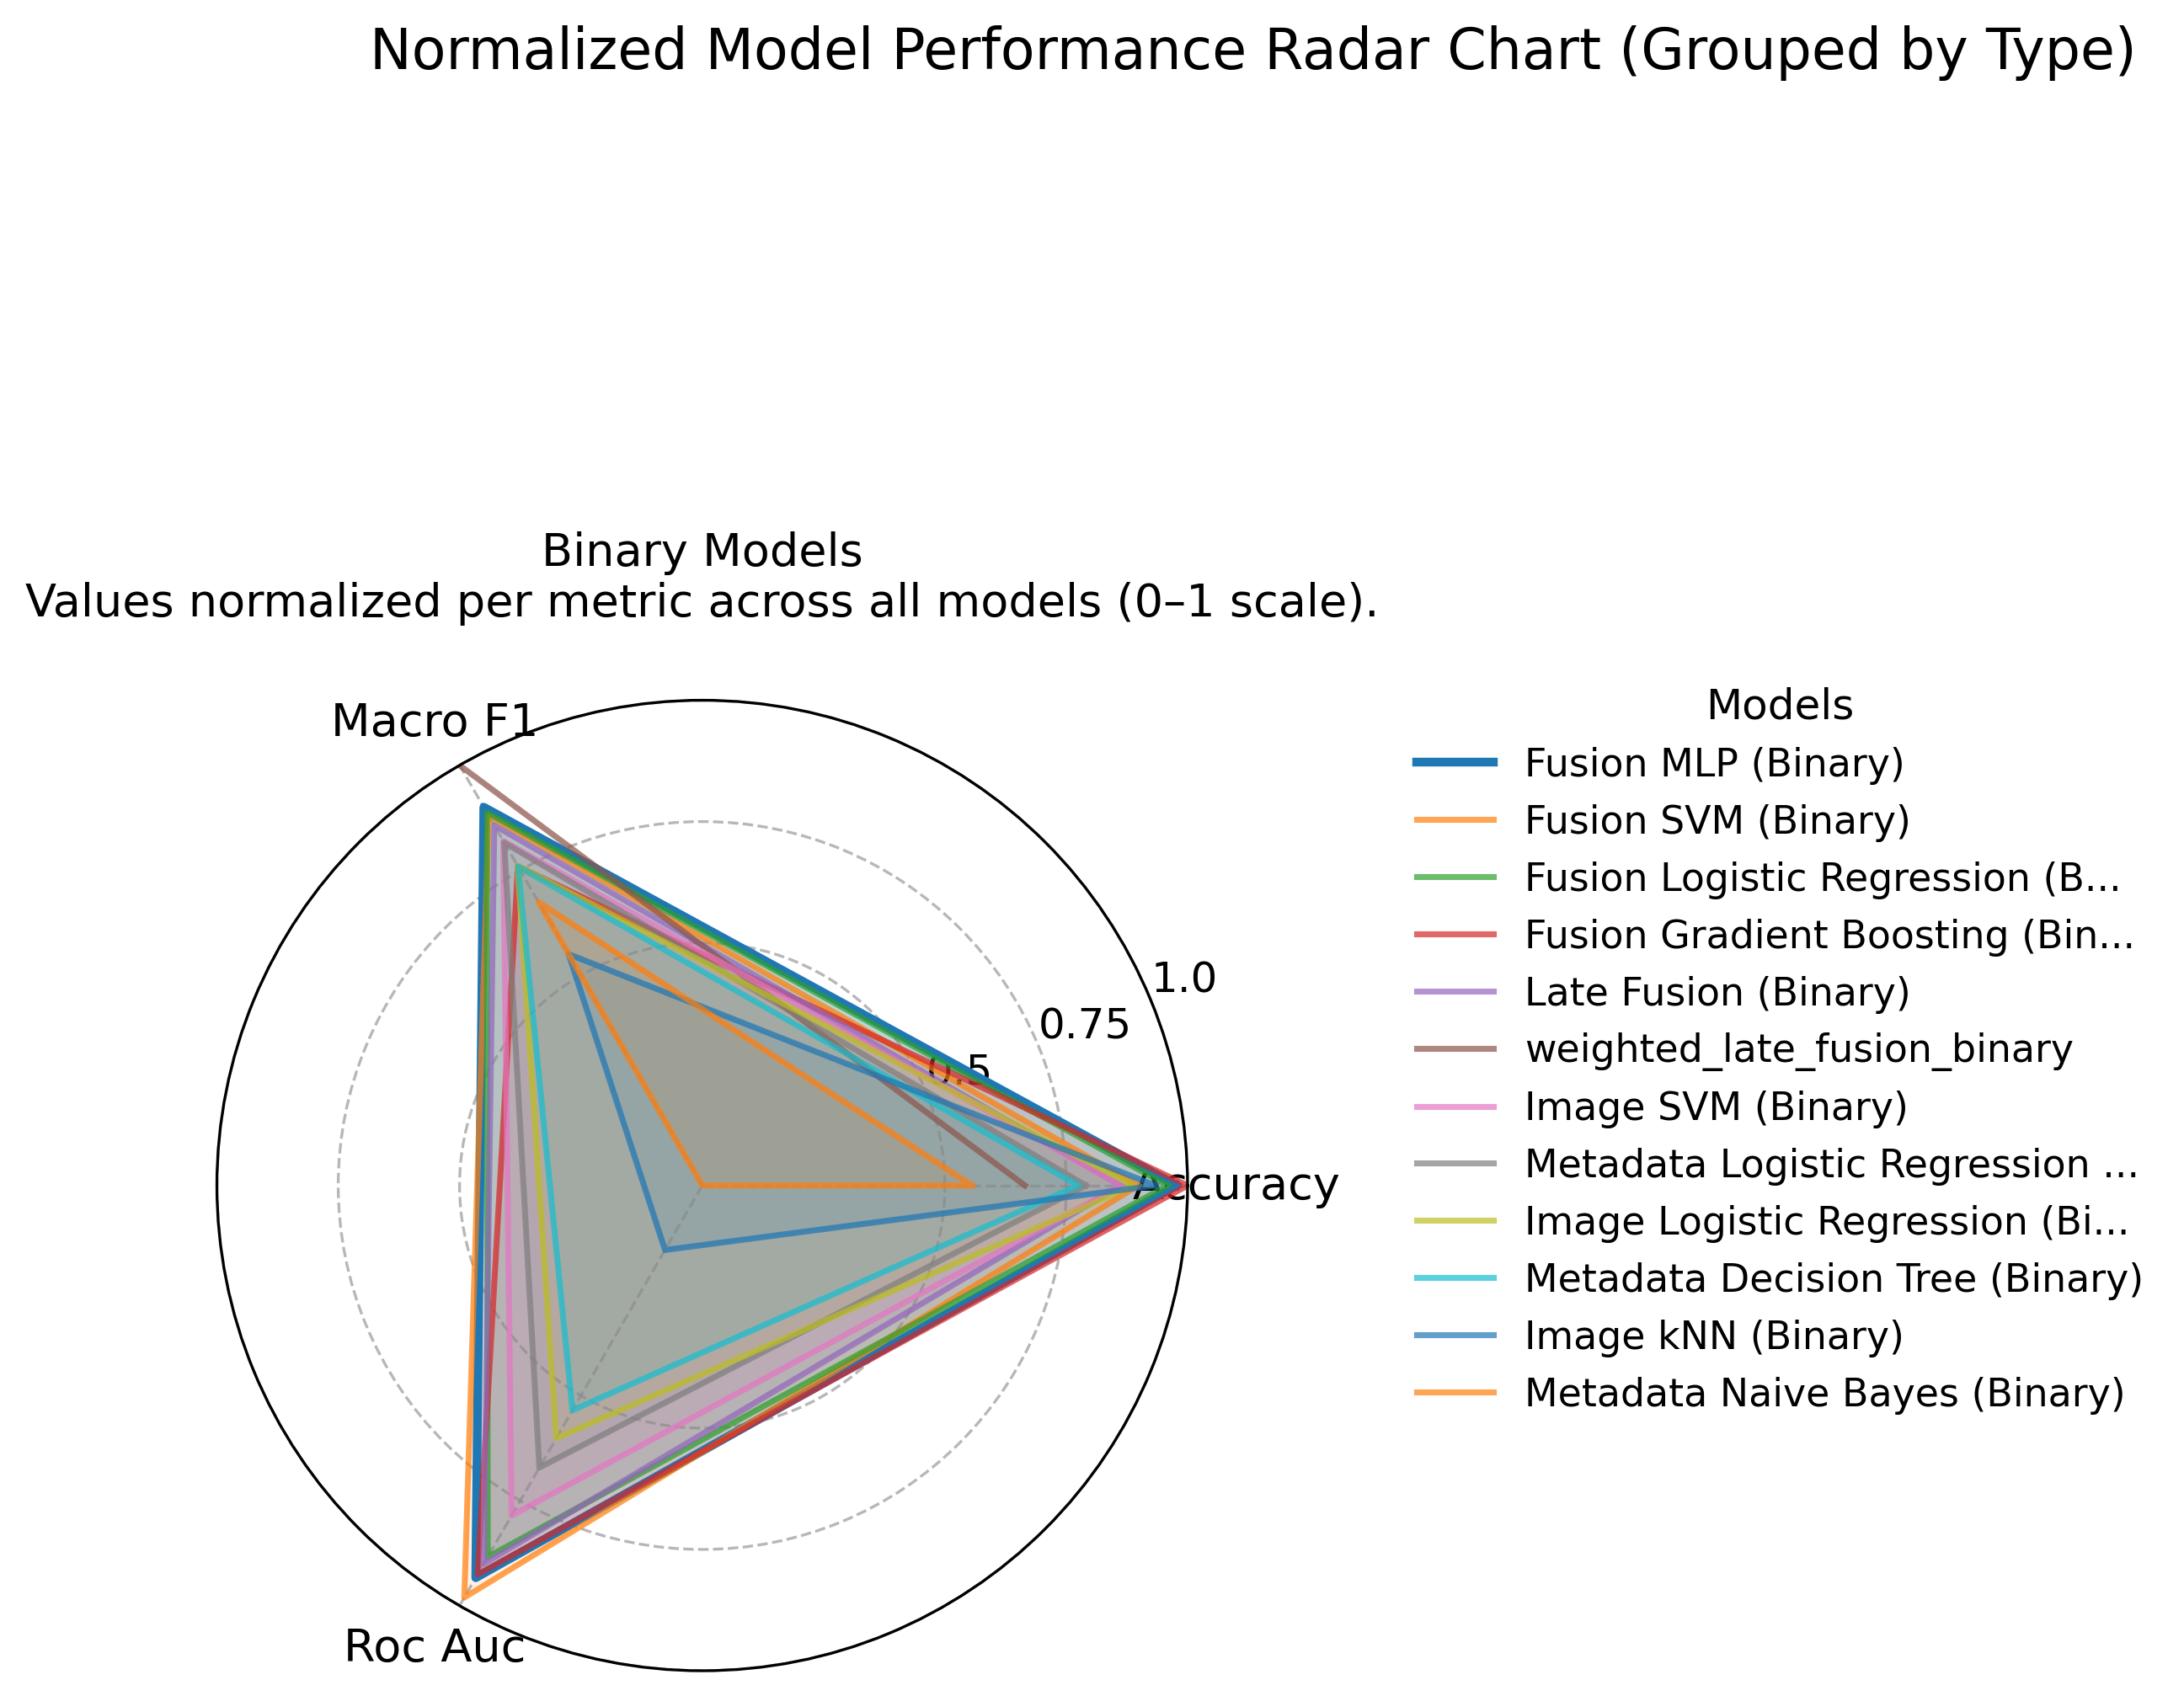 Normalized Model Performance Radar Chart (Grouped by Type)
Binary Models
Values normalized per metric across all models (0–1 scale).
Macro F1
1.0
0.75
0.5
Accuracy
Roc Auc
Models
Fusion MLP (Binary)
Fusion SVM (Binary)
Fusion Logistic Regression (B...
Fusion Gradient Boosting (Bin...
Late Fusion (Binary)
weighted_late_fusion_binary
Image SVM (Binary)
Metadata Logistic Regression ...
Image Logistic Regression (Bi...
Metadata Decision Tree (Binary)
Image kNN (Binary)
Metadata Naive Bayes (Binary)